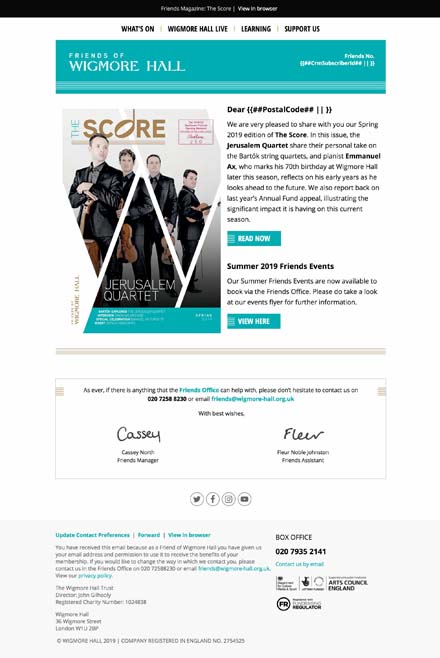 Friends Magazine: The Score | View in browser
WHAT'S ON | WIGMORE HALL LIVE | LEARNING | SUPPORT US
FRIENDS OF
WIGMORE HALL
Friends No.
{{##CrmSubscriberId## || }}
THE SCORE
JERUSALEM
QUARTET
SPRING
WIGMORE HALL
Dear {{##PostalCode## || }}
We are very pleased to share with you our Spring
2019 edition of The Score. In this issue, the
Jerusalem Quartet share their personal take on
the Bartók string quartets, and pianist Emmanuel
Ax, who marks his 70th birthday at Wigmore Hall
later this season, reflects on his early years as he
looks ahead to the future. We also report back on
last year's Annual Fund appeal, illustrating the
significant impact it is having on this current
season.
READ NOW
Summer 2019 Friends Events
Our Summer Friends Events are now available to
book via the Friends Office. Please do take a look
at our events flyer for further information.
VIEW HERE
As ever, if there is anything that the Friends Office can help with, please don't hesitate to contact us on
020 7258 8230 or email friends@wigmore-hall.org.uk
With best wishes,
Cassey
Fleur
Cassey North
Friends Manager
Fleur Noble Johnston
Friends Assistant
Update Contact Preferences | Forward | View in browser
You have received this email because as a Friend of Wigmore Hall you have given us
your email address and permission to use it to receive the benefits of your
membership. If you would like to change the way in which we contact you, please
contact us in the Friends Office on 020 72588230 or email friends@wigmore-hall.org.uk.
View our privacy policy.
The Wigmore Hall Trust
Director: John Gilhooly
Registered Charity Number: 1024838
Wigmore Hall
36 Wigmore Street
London W1U 2BP
© WIGMORE HALL 2019 | COMPANY REGISTERED IN ENGLAND NO. 2754525
BOX OFFICE
020 7935 2141
Contact us by email
ARTS COUNCIL
ENGLAND
FR
Registered with
FUNDRAISING
REGULATOR